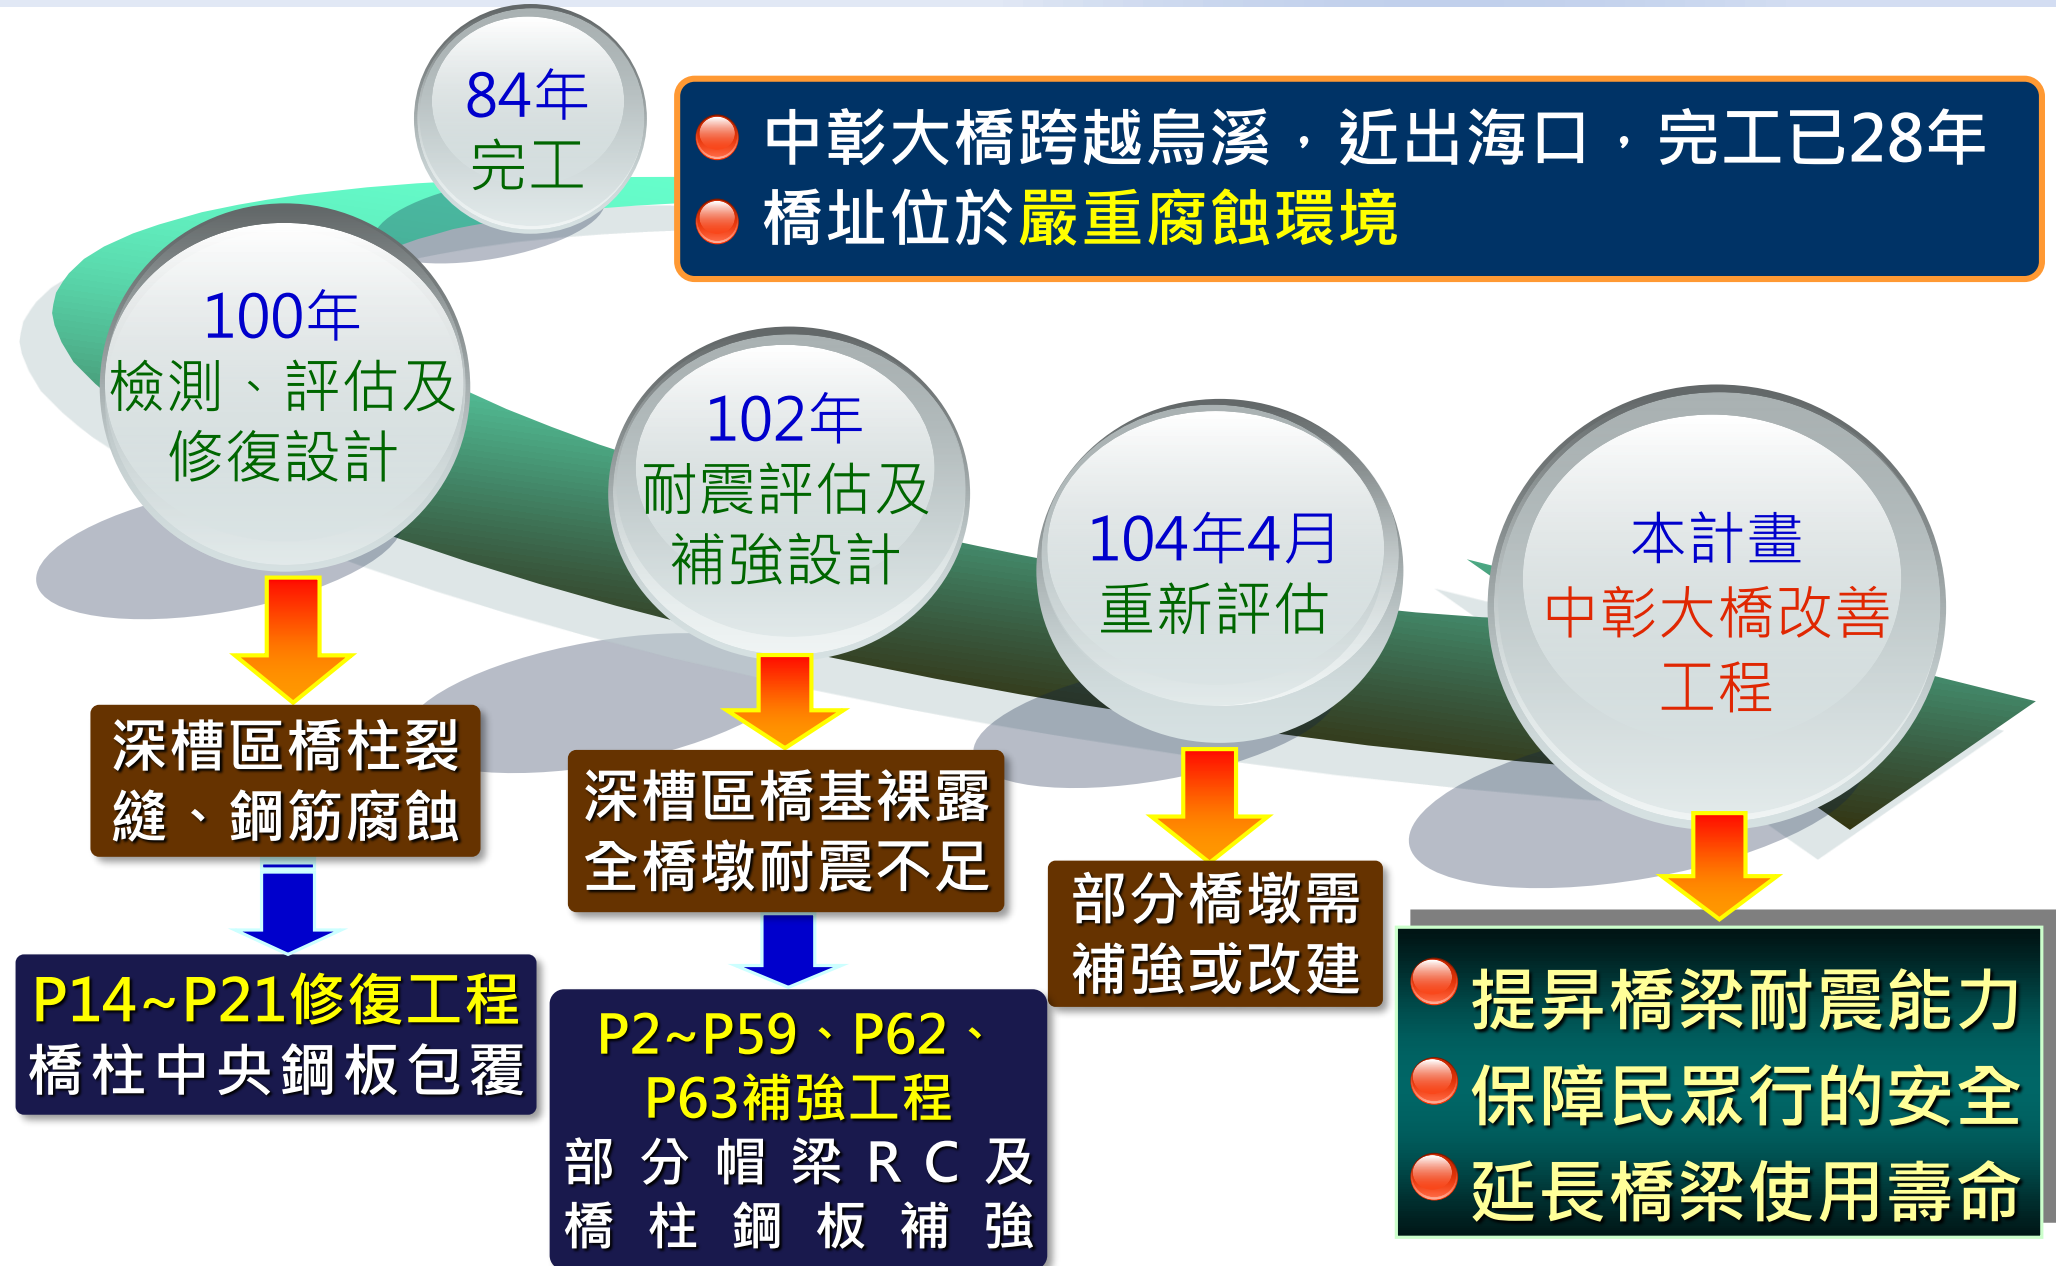 84年
完工
中彰大橋跨越烏溪，近出海口，完工已28年
橋址位於嚴重腐蝕環境
100年
檢測、評估及
修復設計
深槽區橋柱裂
縫、鋼筋腐蝕
P14~P21修復工程
橋柱中央鋼板包覆
102年
耐震評估及
補強設計
深槽區橋基裸露
全橋墩耐震不足
P2~P59、P62、
P63補強工程
部分帽梁RC及
橋柱鋼板補強
104年4月
重新評估
部分橋墩需
補強或改建
本計畫
中彰大橋改善
工程
提昇橋梁耐震能力
保障民眾行的安全
延長橋梁使用壽命